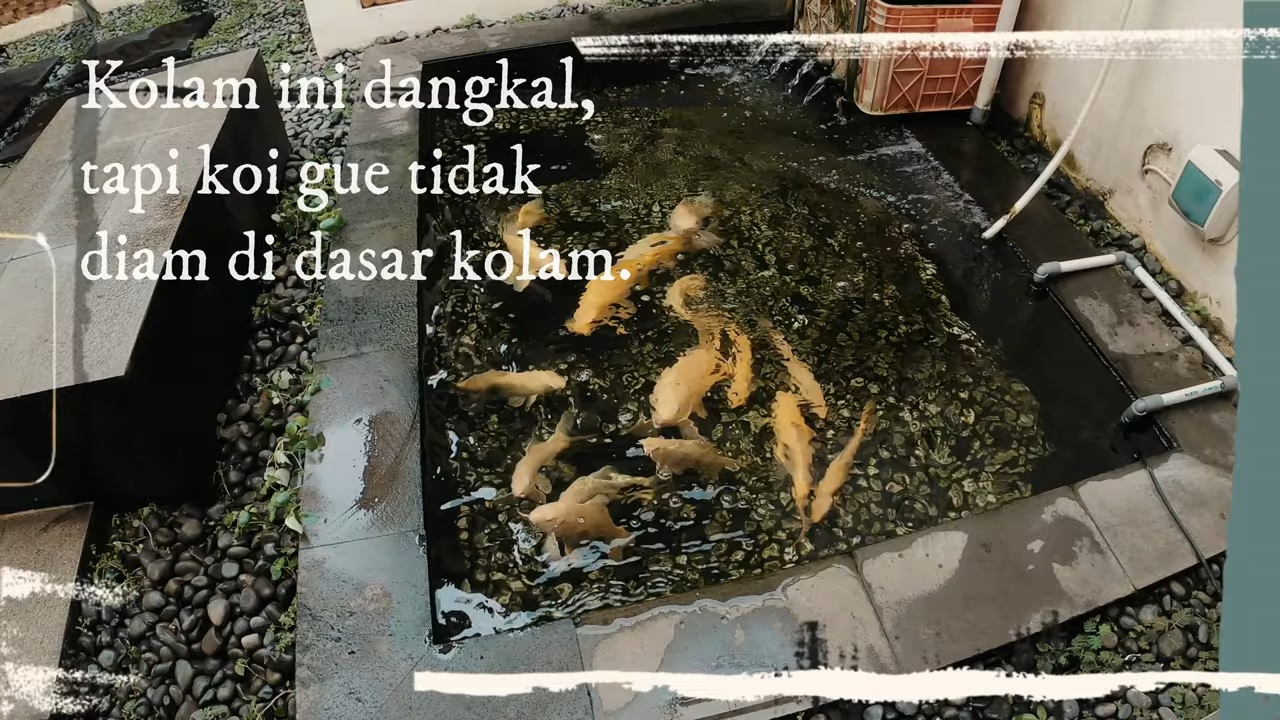 Kolam ini dangkal,
tapi koi gue tidak
diam di dasar kolam.